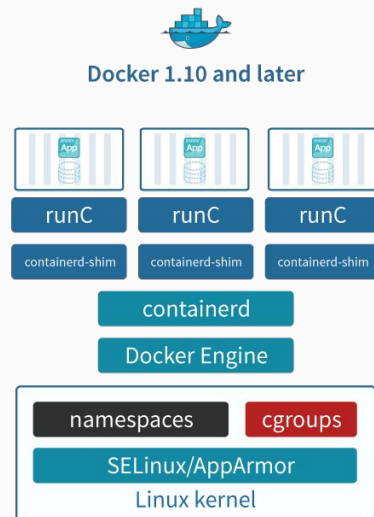 Docker 1.10 and later
App App App
runC runC runC
containerd-shim containerd-shim containerd-shim
containerd
Docker Engine
namespaces cgroups
SELinux/AppArmor
Linux kernel